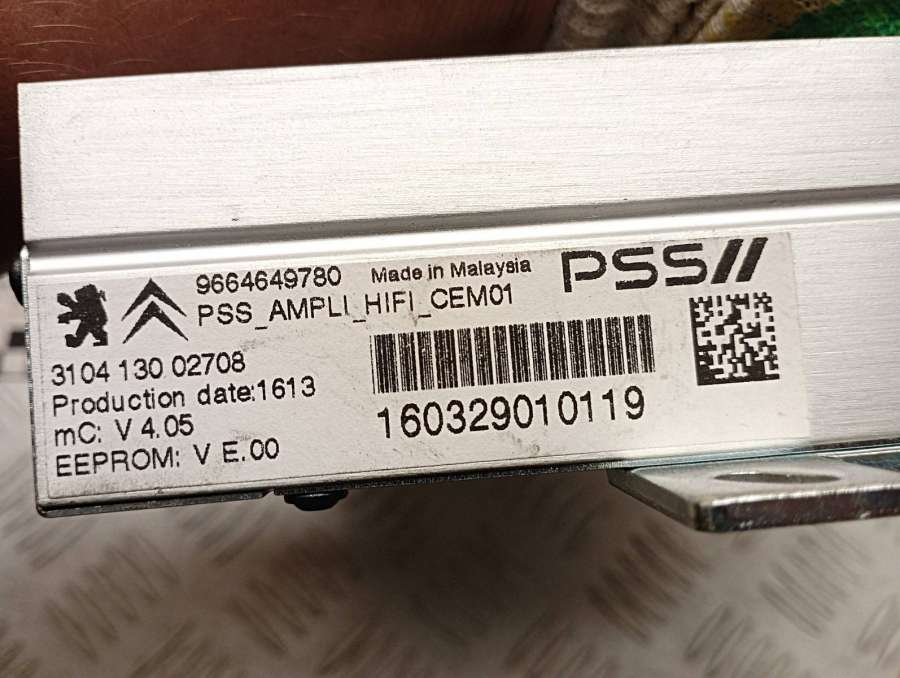 9664649780 Made in Malaysia PSS//
PSS_AMPLI_HIFI_CEM01
3104 130 02708
Production date:1613
mC: V 4.05
EEPROM: V E.00
160329010119